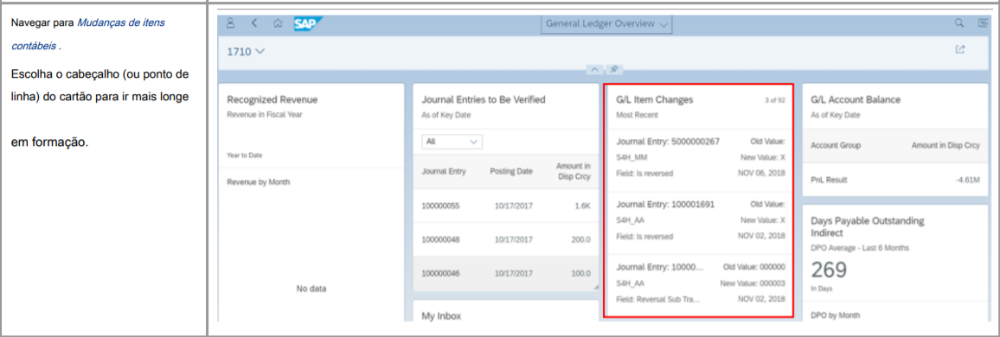 Navegar para Mudanças de itens
contábeis .
Escolha o cabeçalho (ou ponto de
linha) do cartão para ir mais longe
em formação.
SAP
General Ledger Overview
1710
Recognized Revenue
Revenue in Fiscal Year
Year to Date
Revenue by Month
No data
Journal Entries to Be Verified
As of Key Date
All
Journal Entry Posting Date Amount in
Disp Crcy
100000055 10/17/2017 1.6K
100000048 10/17/2017 200.0
100000046 10/17/2017 100.0
My Inbox
G/L Item Changes 3 of 92
Most Recent
Journal Entry: 5000000267 Old Value:
S4H_MM New Value: X
Field: Is reversed NOV 06, 2018
Journal Entry: 100001691 Old Value:
S4H_AA New Value: X
Field: Is reversed NOV 02, 2018
Journal Entry: 10000... Old Value: 000000
S4H_AA New Value: 000003
Field: Reversal Sub Tra... NOV 02, 2018
G/L Account Balance
As of Key Date
Account Group Amount in Disp Crcy
PnL Result -4.61M
Days Payable Outstanding
Indirect
DPO Average - Last 6 Months
269
In Days
DPO by Month